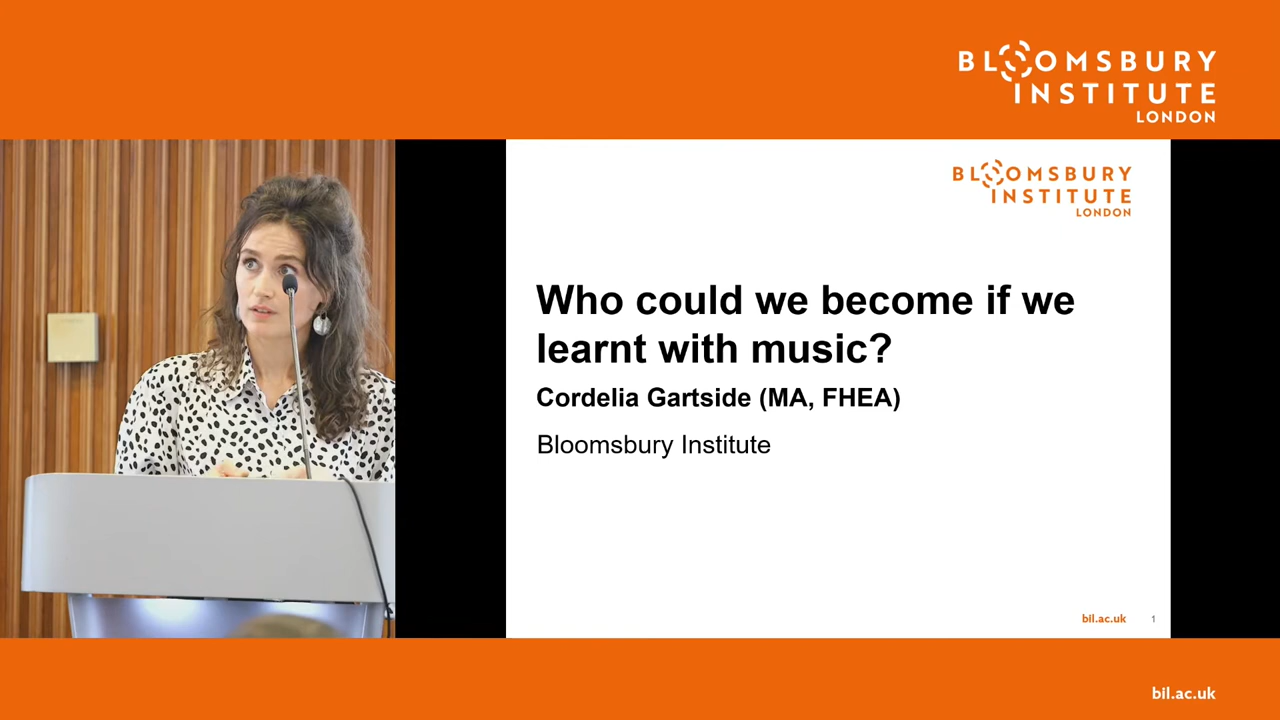 BLOOMSBURY
INSTITUTE
LONDON
BLOOMSBURY
INSTITUTE
LONDON
Who could we become if we
learnt with music?
Cordelia Gartside (MA, FHEA)
Bloomsbury Institute
bil.ac.uk 1
bil.ac.uk